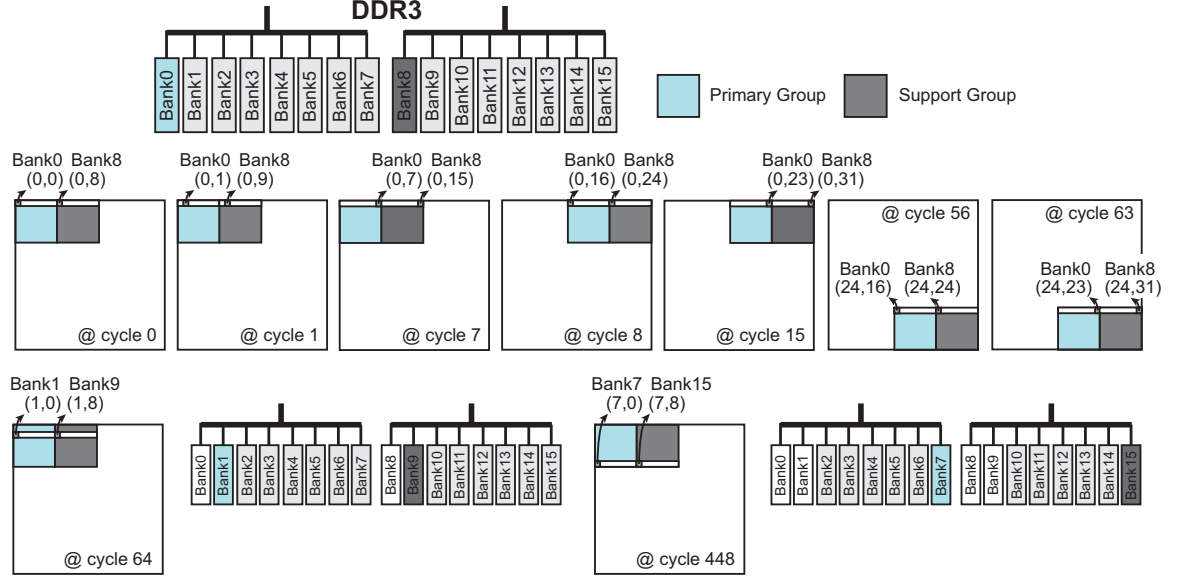 DDR3
Bank0 Bank1 Bank2 Bank3 Bank4 Bank5 Bank6 Bank7 Bank8 Bank9 Bank10 Bank11 Bank12 Bank13 Bank14 Bank15
Primary Group Support Group
Bank0 Bank8 Bank0 Bank8 Bank0 Bank8 Bank0 Bank8 Bank0 Bank8
(0,0) (0,8) (0,1) (0,9) (0,7) (0,15) (0,16) (0,24) (0,23) (0,31)
@ cycle 56 @ cycle 63
Bank0 Bank8 Bank0 Bank8
(24,16) (24,24) (24,23) (24,31)
@ cycle 0 @ cycle 1 @ cycle 7 @ cycle 8 @ cycle 15
Bank1 Bank9 Bank7 Bank15
(1,0) (1,8) (7,0) (7,8)
Bank0 Bank1 Bank2 Bank3 Bank4 Bank5 Bank6 Bank7 Bank8 Bank9 Bank10 Bank11 Bank12 Bank13 Bank14 Bank15
Bank0 Bank1 Bank2 Bank3 Bank4 Bank5 Bank6 Bank7 Bank8 Bank9 Bank10 Bank11 Bank12 Bank13 Bank14 Bank15
@ cycle 64 @ cycle 448